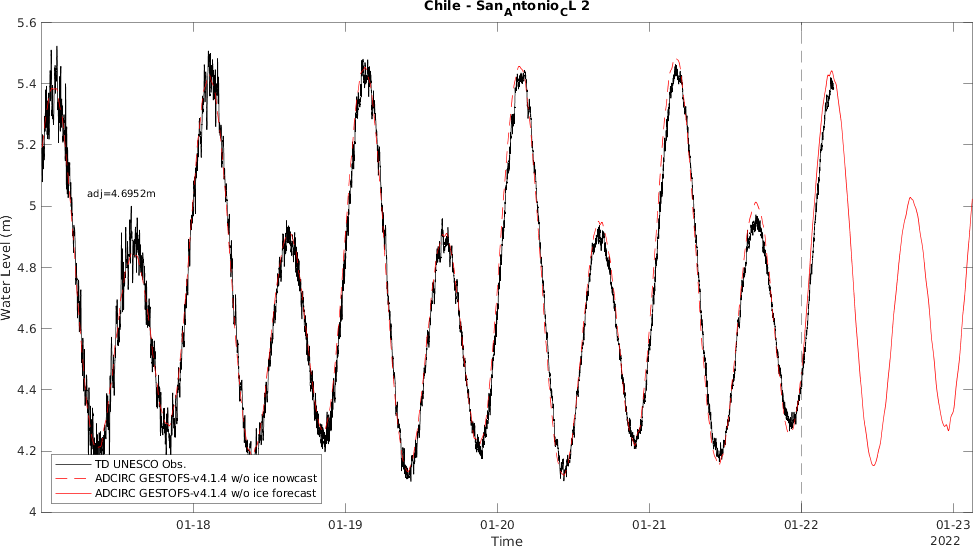 Chile - SanAntonioCL 2
5.6
5.4
5.2
5
4.8
4.6
4.4
4.2
4
Water Level (m)
adj=4.6952m
TD UNESCO Obs.
ADCIRC GESTOFS-v4.1.4 w/o ice nowcast
ADCIRC GESTOFS-v4.1.4 w/o ice forecast
01-18 01-19 01-20 01-21 01-22 01-23
Time
2022